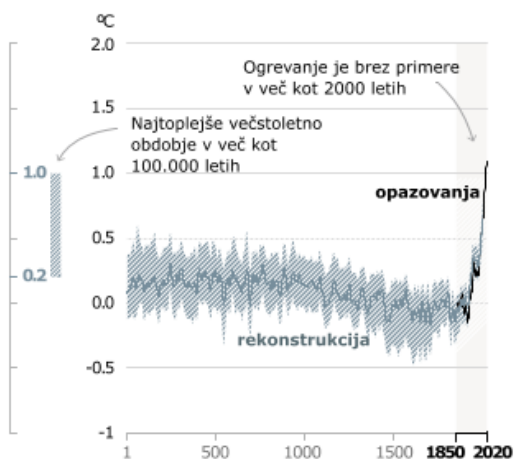 ºC
2.0
1.5
1.0
0.5
0.0
-0.5
-1
Ogrevanje je brez primere
v več kot 2000 letih
Najtoplejše večstoletno
obdobje v več kot
100.000 letih
1.0
0.2
opazovanja
rekonstrukcija
1
500
1000
1500
1850
2020